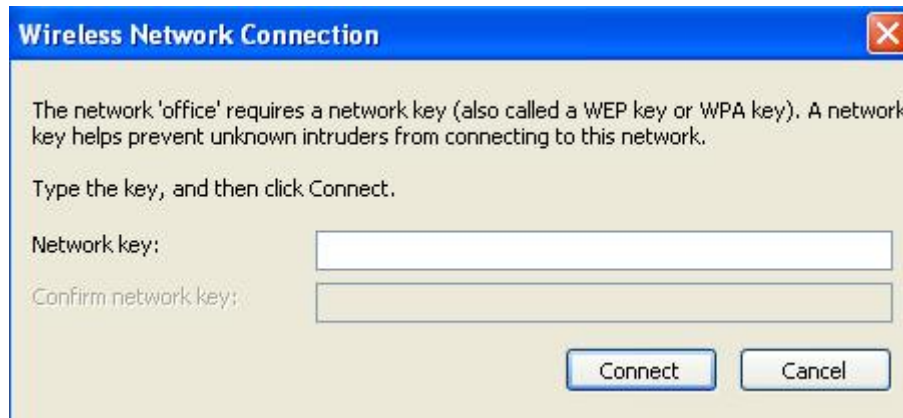 Wireless Network Connection
The network 'office' requires a network key (also called a WEP key or WPA key). A network
key helps prevent unknown intruders from connecting to this network.
Type the key, and then click Connect.
Network key:
Confirm network key:
Connect Cancel